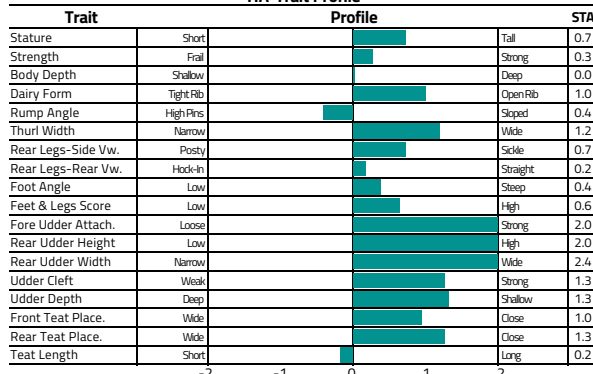 HA Trait Profile
Trait Profile STA
Stature Short Tall 0.7
Strength Frail Strong 0.3
Body Depth Shallow Deep 0.0
Dairy Form Tight Rib Open Rib 1.0
Rump Angle High Pins Sloped 0.4
Thurl Width Narrow Wide 1.2
Rear Legs-Side Vw. Posty Sickle 0.7
Rear Legs-Rear Vw. Hock-In Straight 0.2
Foot Angle Low Steep 0.4
Feet & Legs Score Low High 0.6
Fore Udder Attach. Loose Strong 2.0
Rear Udder Height Low High 2.0
Rear Udder Width Narrow Wide 2.4
Udder Cleft Weak Strong 1.3
Udder Depth Deep Shallow 1.3
Front Teat Place. Wide Close 1.0
Rear Teat Place. Wide Close 1.3
Teat Length Short Long 0.2
-2 -1 0 1 2